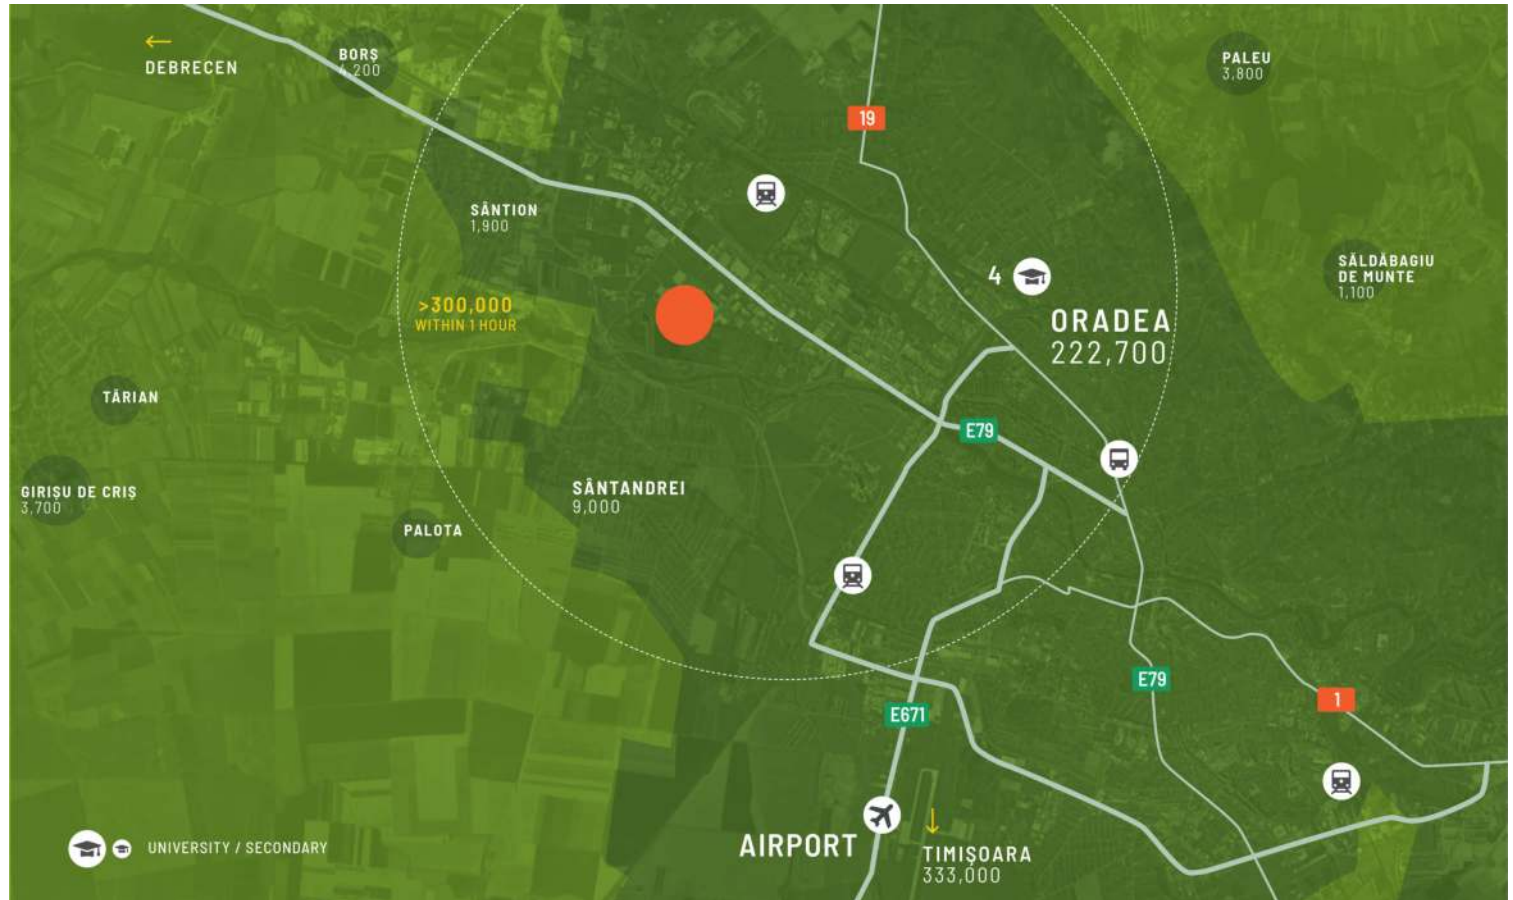 DEBRECEN
BORȘ
4,200
PALEU
3,800
19
SÂNTION
1,900
SĂLDĂBAGIU
DE MUNTE
1,100
4
>300,000
WITHIN 1 HOUR
ORADEA
222,700
TĂRIAN
E79
GIRIȘU DE CRIȘ
3,700
SÂNTANDREI
9,000
PALOTA
E79
1
E671
AIRPORT
TIMIȘOARA
333,000
UNIVERSITY / SECONDARY